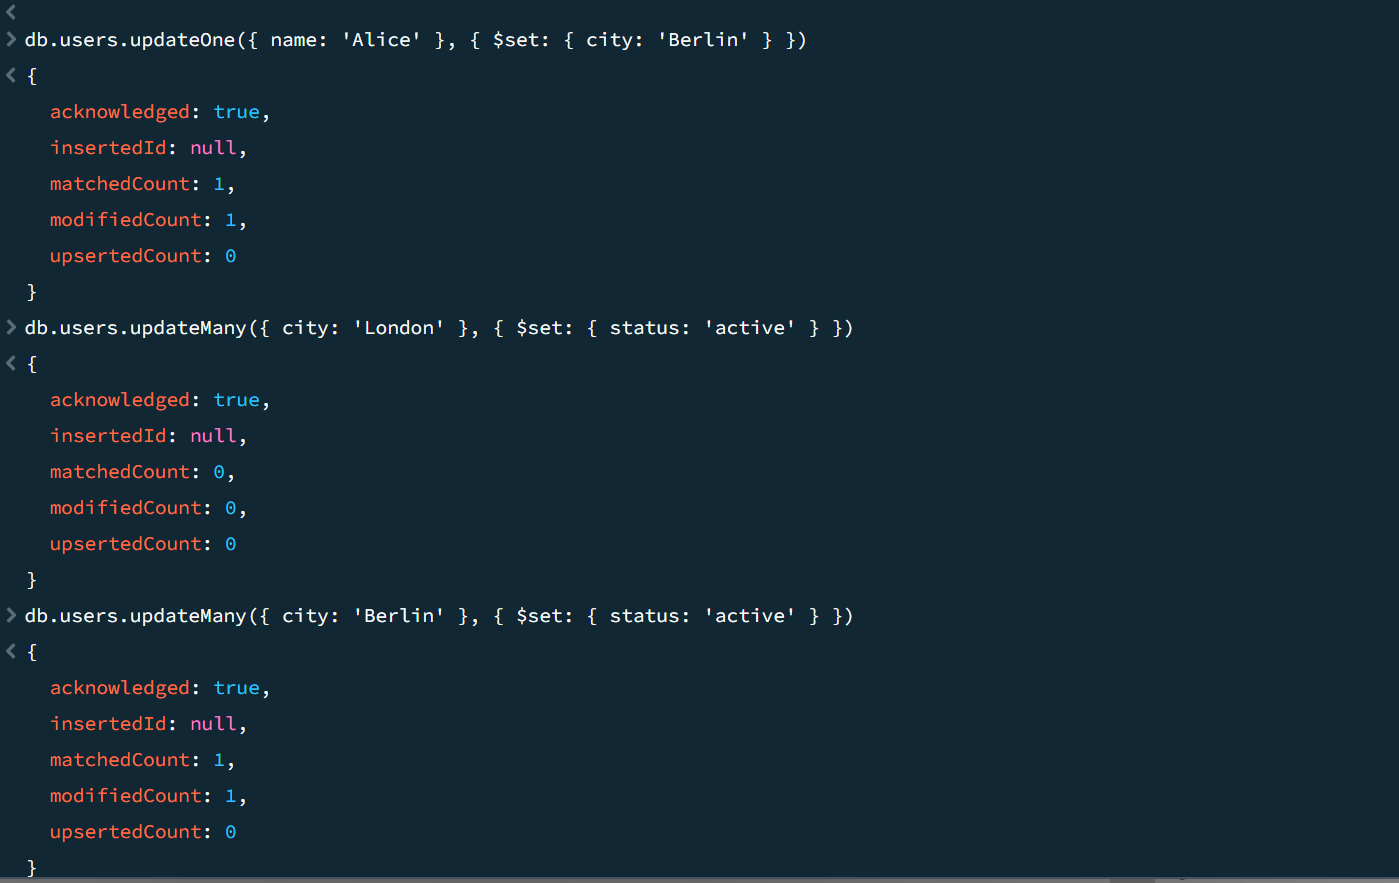 db.users.updateOne({ name: 'Alice' }, { $set: { city: 'Berlin' } })
{
  acknowledged: true,
  insertedId: null,
  matchedCount: 1,
  modifiedCount: 1,
  upsertedCount: 0
}
db.users.updateMany({ city: 'London' }, { $set: { status: 'active' } })
{
  acknowledged: true,
  insertedId: null,
  matchedCount: 0,
  modifiedCount: 0,
  upsertedCount: 0
}
db.users.updateMany({ city: 'Berlin' }, { $set: { status: 'active' } })
{
  acknowledged: true,
  insertedId: null,
  matchedCount: 1,
  modifiedCount: 1,
  upsertedCount: 0
}